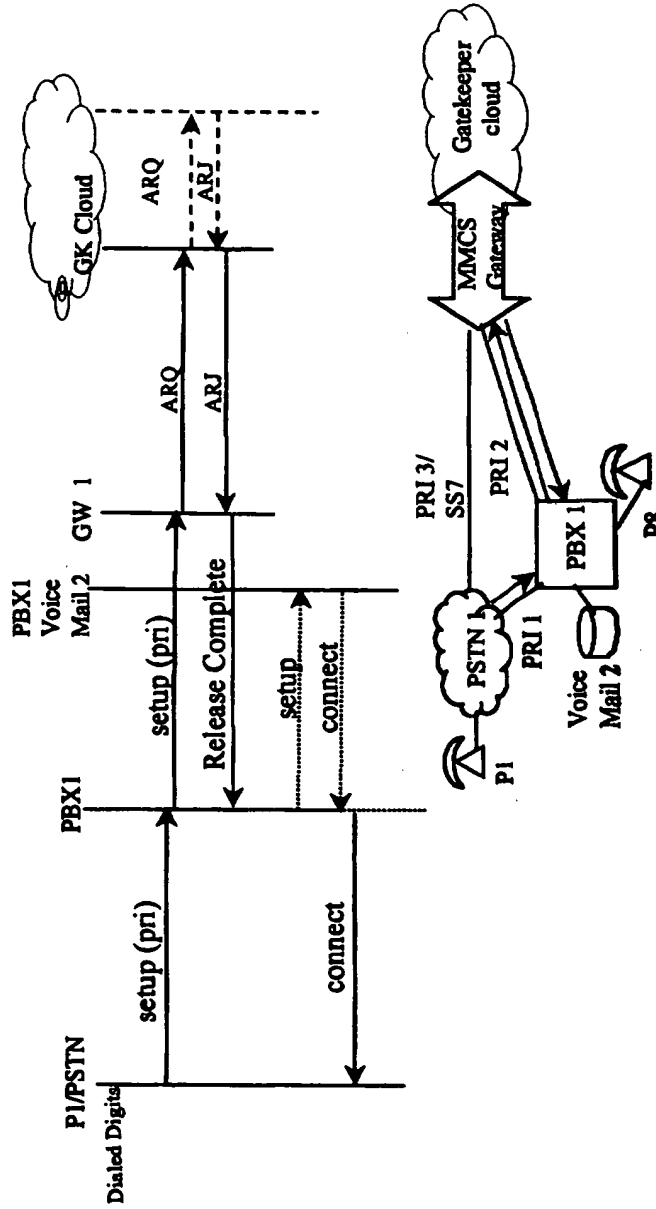 P1/PSTN
Dialed Digits
PBX1
PBX1
Voice
Mail 2
GW 1
GK Cloud
setup (pri)
setup (pri)
ARQ
ARQ
Release Complete
ARJ
ARJ
setup
connect
connect
P1
PSTN 1
PRI 1
Voice
Mail 2
PBX 1
PRI 3/
SS7
PRI 2
MMCS
Gateway
Gatekeeper
cloud